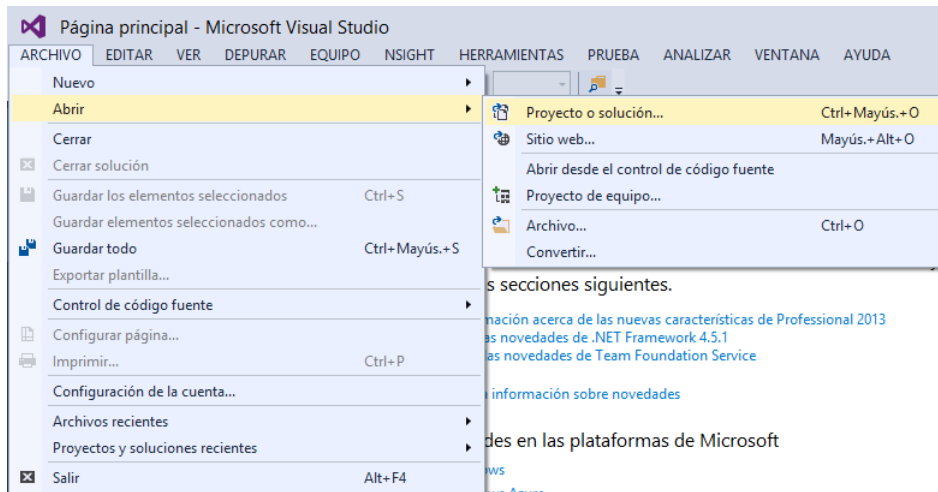 Página principal - Microsoft Visual Studio
ARCHIVO EDITAR VER DEPURAR EQUIPO NSIGHT HERRAMIENTAS PRUEBA ANALIZAR VENTANA AYUDA
Nuevo
Abrir
Cerrar
Cerrar solución
Guardar los elementos seleccionados Ctrl+S
Guardar elementos seleccionados como...
Guardar todo Ctrl+Mayús.+S
Exportar plantilla...
Control de código fuente
Configurar página...
Imprimir... Ctrl+P
Configuración de la cuenta...
Archivos recientes
Proyectos y soluciones recientes
Salir Alt+F4
Proyecto o solución... Ctrl+Mayús.+O
Sitio web... Mayús.+Alt+O
Abrir desde el control de código fuente
Proyecto de equipo...
Archivo... Ctrl+O
Convertir...
s secciones siguientes.
mación acerca de las nuevas características de Professional 2013
as novedades de .NET Framework 4.5.1
as novedades de Team Foundation Service
información sobre novedades
des en las plataformas de Microsoft
ws